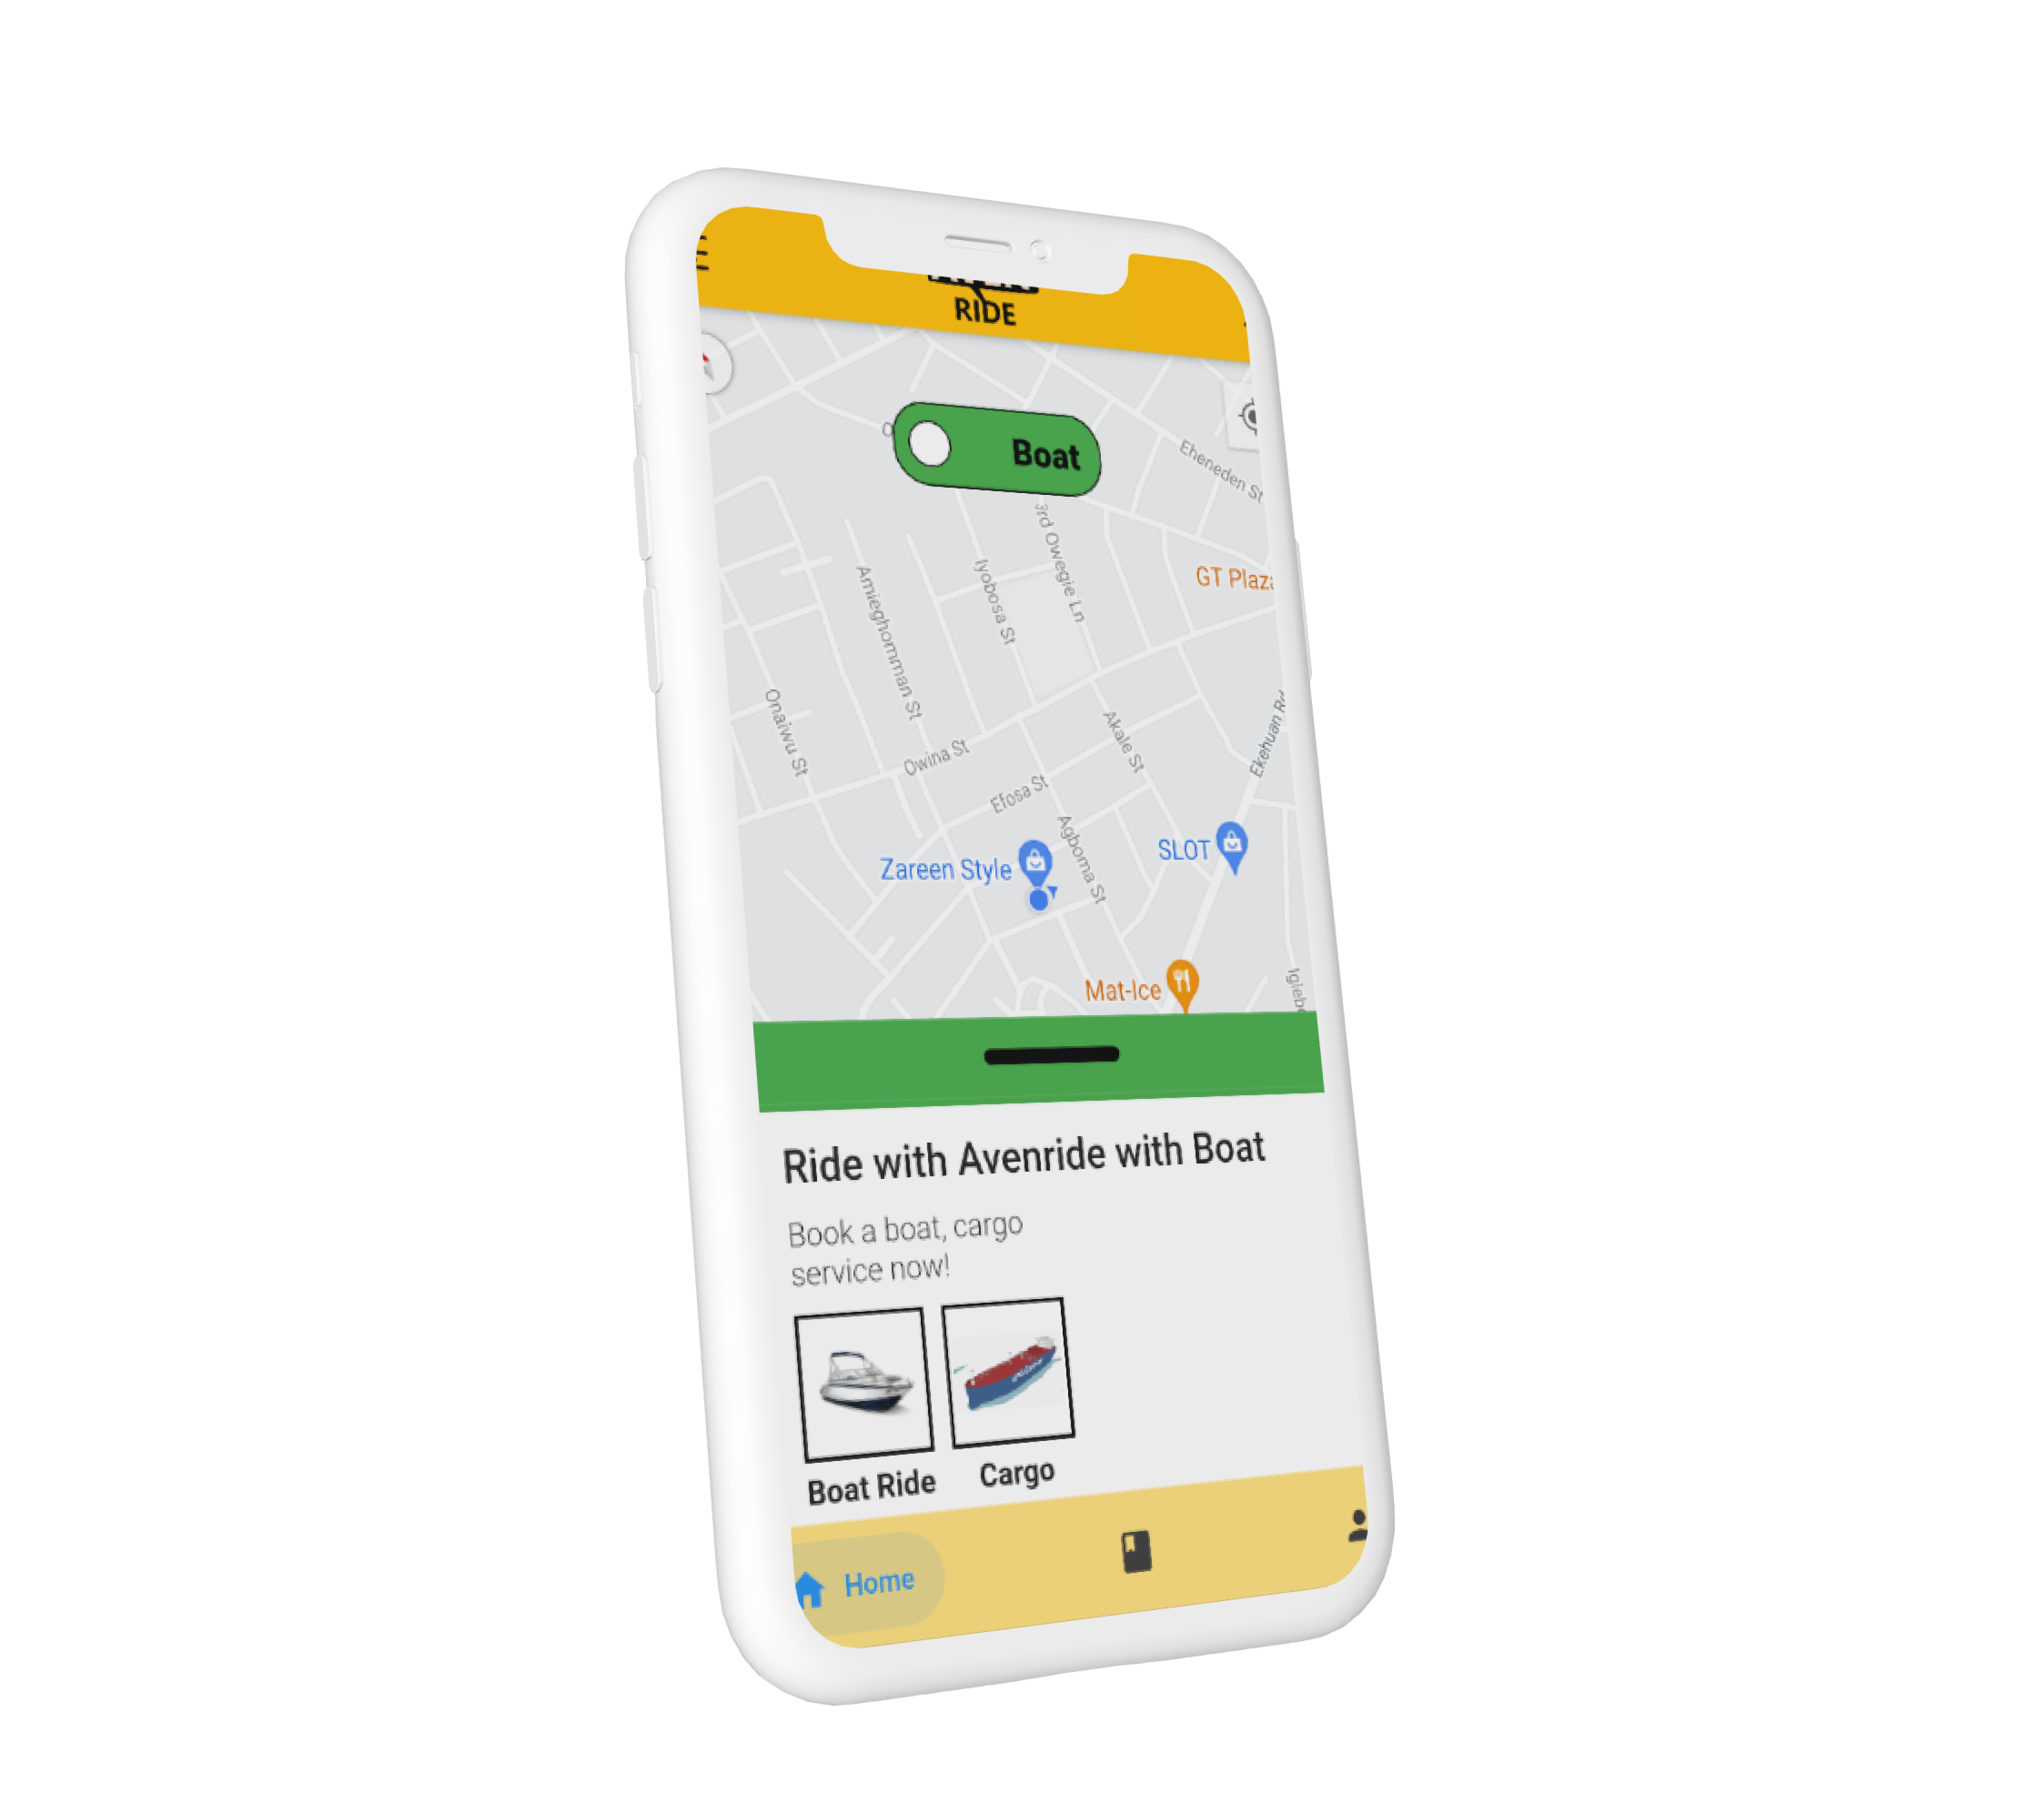 RIDE
Boat
Eheneden St
3rd Owegie Ln
GT Plaza
Iyobosa St
Amieghomman St
Onaiwu St
Akale St
Ekehuan Rd
Owina St
Efosa St
Agboma St
SLOT
Zareen Style
Mat-Ice
Ride with Avenride with Boat
Book a boat, cargo
service now!
Boat Ride
Cargo
Home